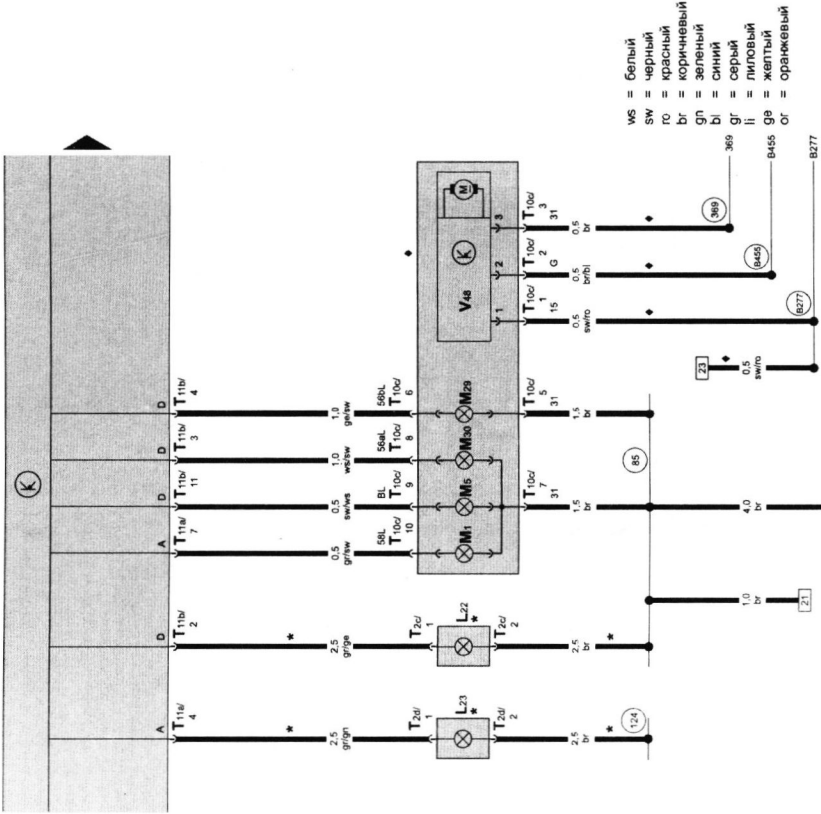 K
A
D
A
D
D
D
T11a/
4
T11b/
2
T11a/
7
T11b/
11
T11b/
3
T11b/
4
*
*
2,5
gr/gn
2,5
gr/ge
0,5
gr/sw
0,5
sw/ws
1,0
ws/sw
1,0
ge/sw
T2d/
1
T2c/
1
58L
T10c/
10
BL
T10c/
9
56aL
T10c/
8
56bL
T10c/
6
L23
*
L22
*
M1
M5
M30
M29
V48
K
M
1
2
3
T2d/
2
T2c/
2
T10c/
7
31
T10c/
5
31
T10c/
1
15
T10c/
2
G
T10c/
3
31
2,5
br
*
2,5
br
*
1,5
br
1,5
br
0,5
sw/ro
0,5
br/bl
0,5
br
124
85
1,0
br
21
4,0
br
23
0,5
sw/ro
B277
B455
369
369
B455
B277
ws = белый
sw = черный
ro = красный
br = коричневый
gn = зеленый
bl = синий
gr = серый
li = лиловый
ge = желтый
or = оранжевый